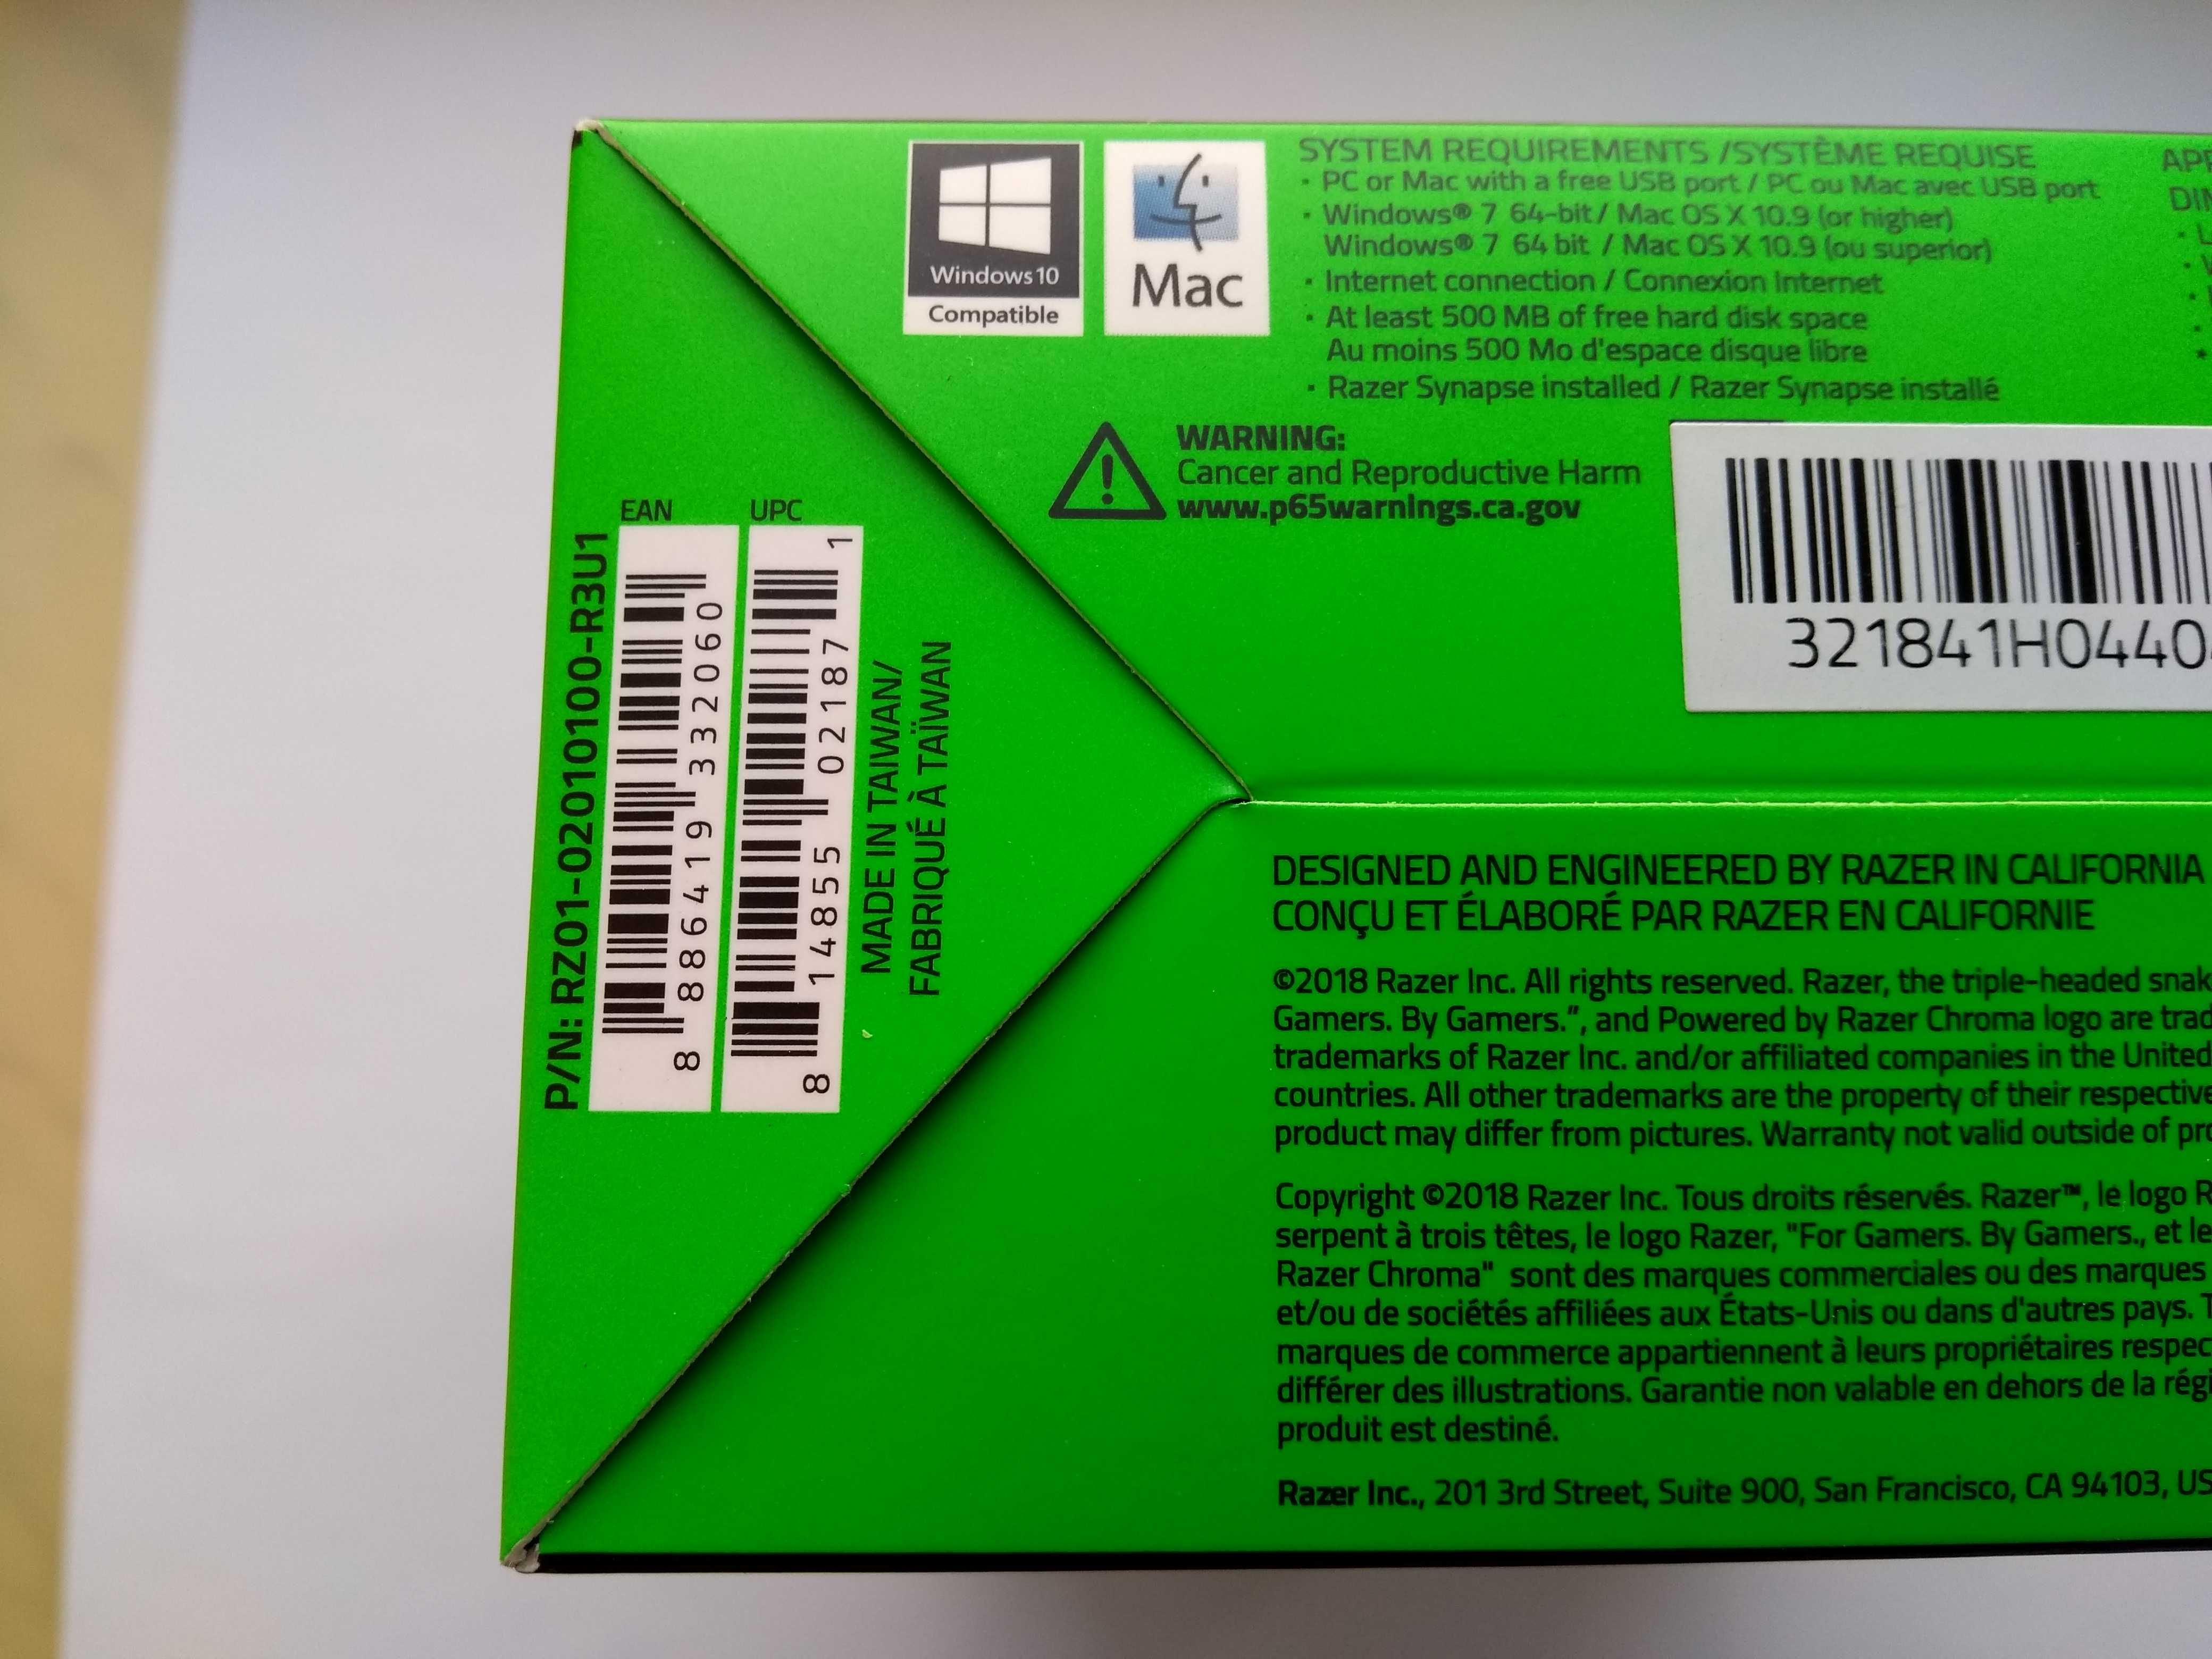 Windows 10
Compatible
Mac
SYSTEM REQUIREMENTS /SYSTÈME REQUISE
· PC or Mac with a free USB port / PC ou Mac avec USB port
· Windows® 7 64-bit / Mac OS X 10.9 (or higher)
Windows® 7 64 bit / Mac OS X 10.9 (ou superior)
· Internet connection / Connexion Internet
· At least 500 MB of free hard disk space
Au moins 500 Mo d'espace disque libre
· Razer Synapse installed / Razer Synapse installé
WARNING:
Cancer and Reproductive Harm
www.p65warnings.ca.gov
321841H0440
P/N: RZ01-02010100-R3U1
EAN
8 886419 332060
UPC
8 14855 02187 1
MADE IN TAIWAN/
FABRIQUÉ À TAÏWAN
DESIGNED AND ENGINEERED BY RAZER IN CALIFORNIA
CONÇU ET ÉLABORÉ PAR RAZER EN CALIFORNIE
©2018 Razer Inc. All rights reserved. Razer, the triple-headed
Gamers. By Gamers.", and Powered by Razer Chroma logo are
trademarks of Razer Inc. and/or affiliated companies in the United
countries. All other trademarks are the property of their
product may differ from pictures. Warranty not valid outside of
Copyright ©2018 Razer Inc. Tous droits réservés. Razer™, le logo
serpent à trois têtes, le logo Razer, "For Gamers. By Gamers., et
Razer Chroma" sont des marques commerciales ou des marques
et/ou de sociétés affiliées aux États-Unis ou dans d'autres pays.
marques de commerce appartiennent à leurs propriétaires
différer des illustrations. Garantie non valable en dehors de la
produit est destiné.
Razer Inc., 201 3rd Street, Suite 900, San Francisco, CA 94103,